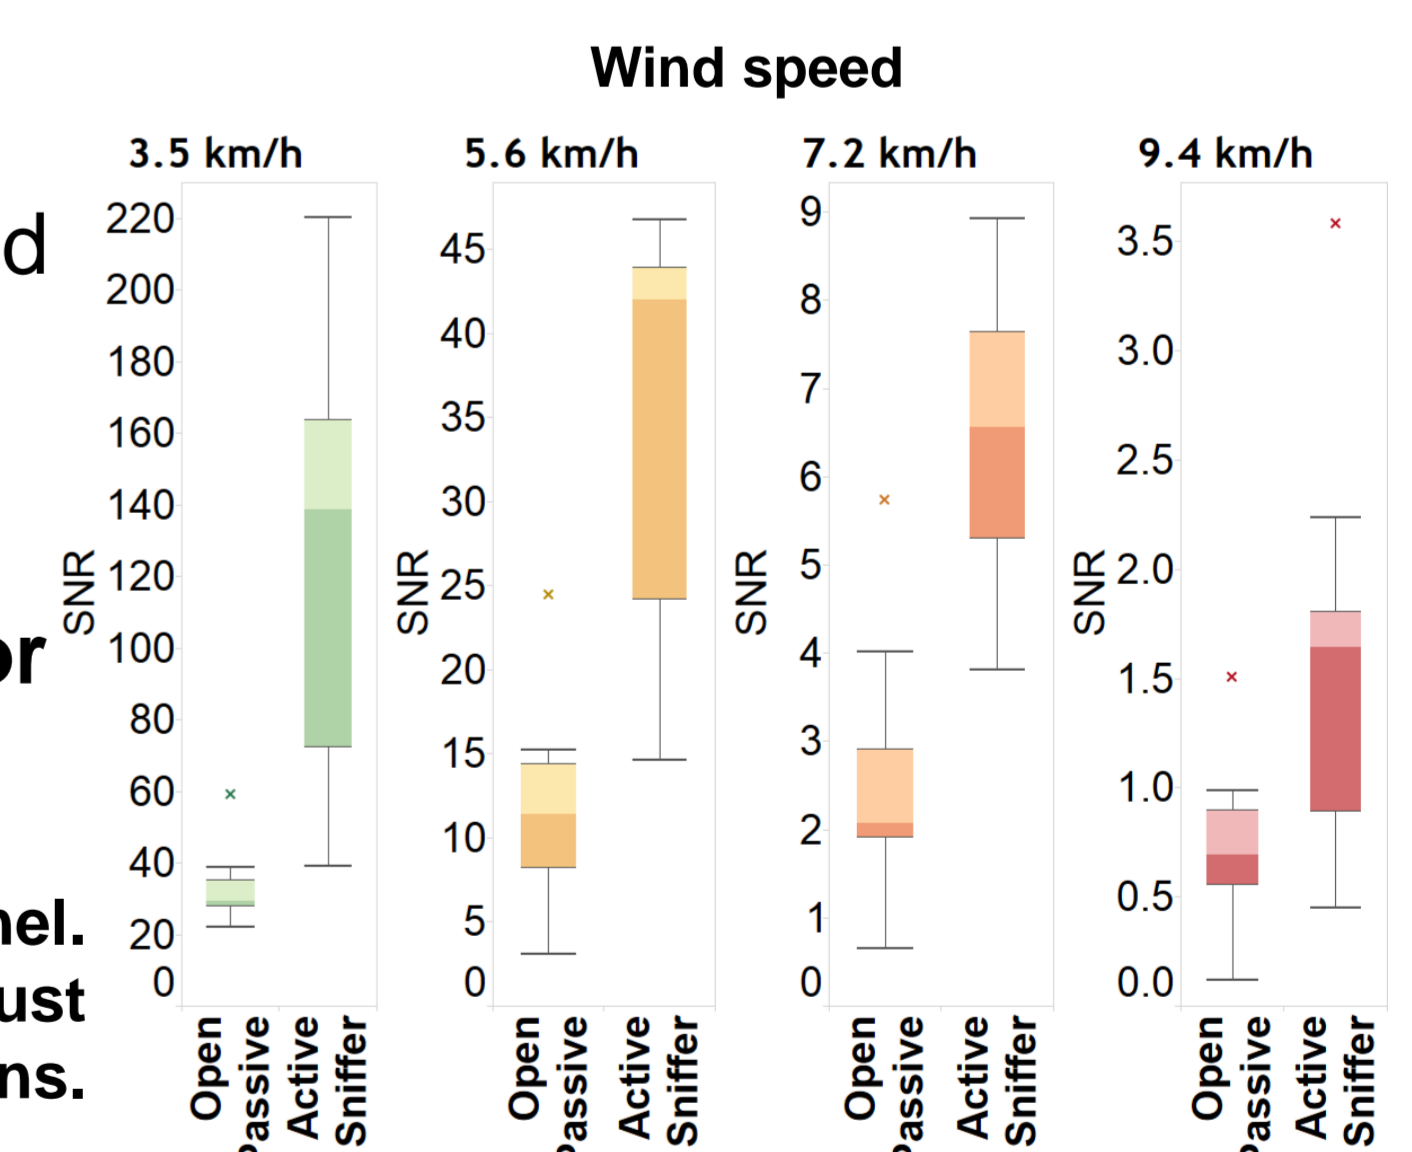 Wind speed
3.5 km/h
5.6 km/h
7.2 km/h
9.4 km/h
d
or
nel.
ust
ns.
SNR
220
200
180
160
140
120
100
80
60
40
20
0
Open
Passive
Active
Sniffer
SNR
45
40
35
30
25
20
15
10
5
0
Open
Passive
Active
Sniffer
SNR
9
8
7
6
5
4
3
2
1
0
Open
Passive
Active
Sniffer
SNR
3.5
3.0
2.5
2.0
1.5
1.0
0.5
0.0
Open
Passive
Active
Sniffer